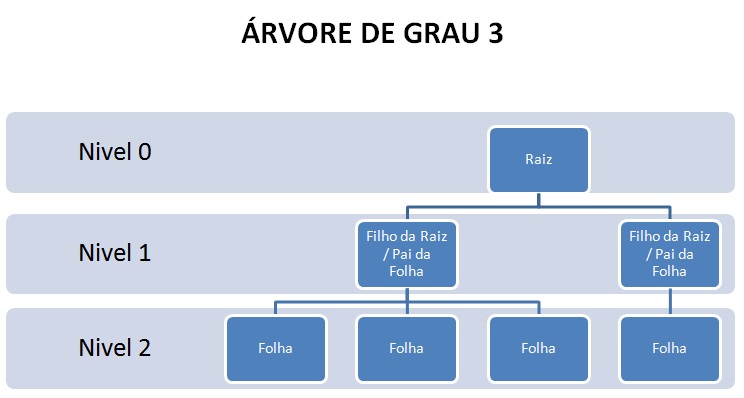 ÁRVORE DE GRAU 3
Nivel 0
Raiz
Nivel 1
Filho da Raiz
/ Pai da
Folha
Filho da Raiz
/ Pai da
Folha
Nivel 2
Folha
Folha
Folha
Folha